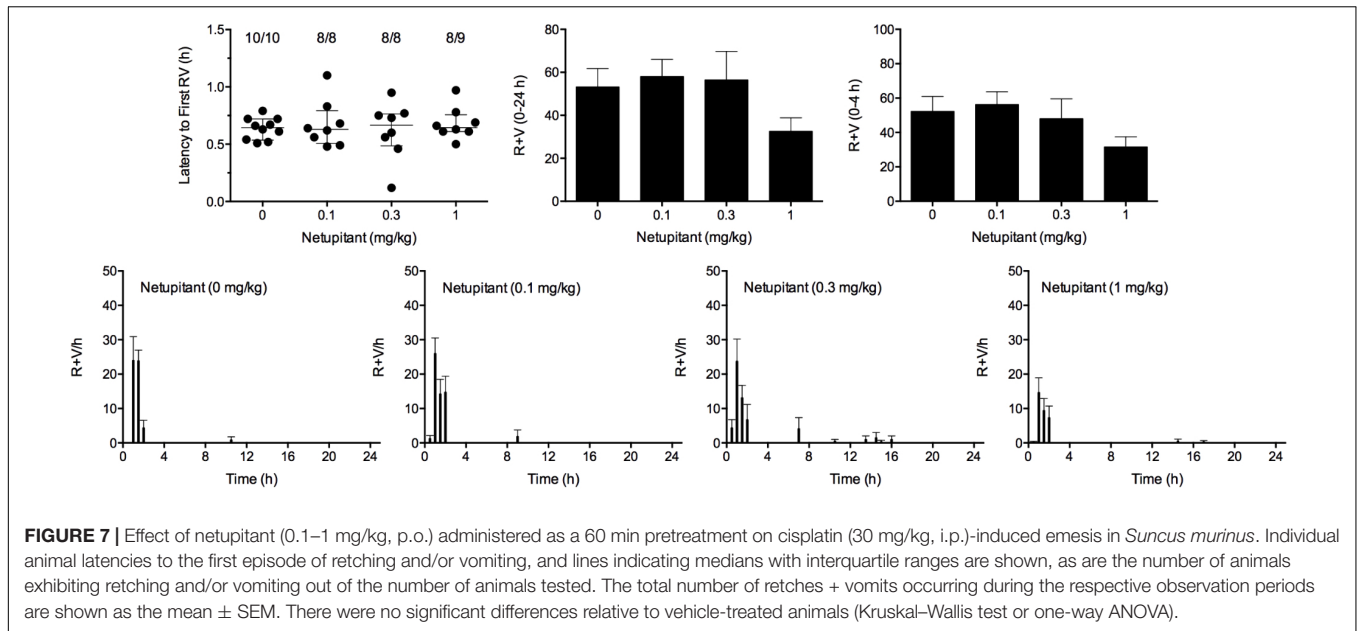 1.5
1.0
0.5
0.0
Latency to First RV (h)
10/10 8/8 8/8 8/9
0 0.1 0.3 1
Netupitant (mg/kg)
80
60
40
20
0
R+V (0-24 h)
0 0.1 0.3 1
Netupitant (mg/kg)
100
80
60
40
20
0
R+V (0-4 h)
0 0.1 0.3 1
Netupitant (mg/kg)
50
40
30
20
10
0
R+V/h
Netupitant (0 mg/kg)
0 4 8 12 16 20 24
Time (h)
50
40
30
20
10
0
R+V/h
Netupitant (0.1 mg/kg)
0 4 8 12 16 20 24
Time (h)
50
40
30
20
10
0
R+V/h
Netupitant (0.3 mg/kg)
0 4 8 12 16 20 24
Time (h)
50
40
30
20
10
0
R+V/h
Netupitant (1 mg/kg)
0 4 8 12 16 20 24
Time (h)
FIGURE 7 | Effect of netupitant (0.1–1 mg/kg, p.o.) administered as a 60 min pretreatment on cisplatin (30 mg/kg, i.p.)-induced emesis in Suncus murinus. Individual
animal latencies to the first episode of retching and/or vomiting, and lines indicating medians with interquartile ranges are shown, as are the number of animals
exhibiting retching and/or vomiting out of the number of animals tested. The total number of retches + vomits occurring during the respective observation periods
are shown as the mean ± SEM. There were no significant differences relative to vehicle-treated animals (Kruskal–Wallis test or one-way ANOVA).